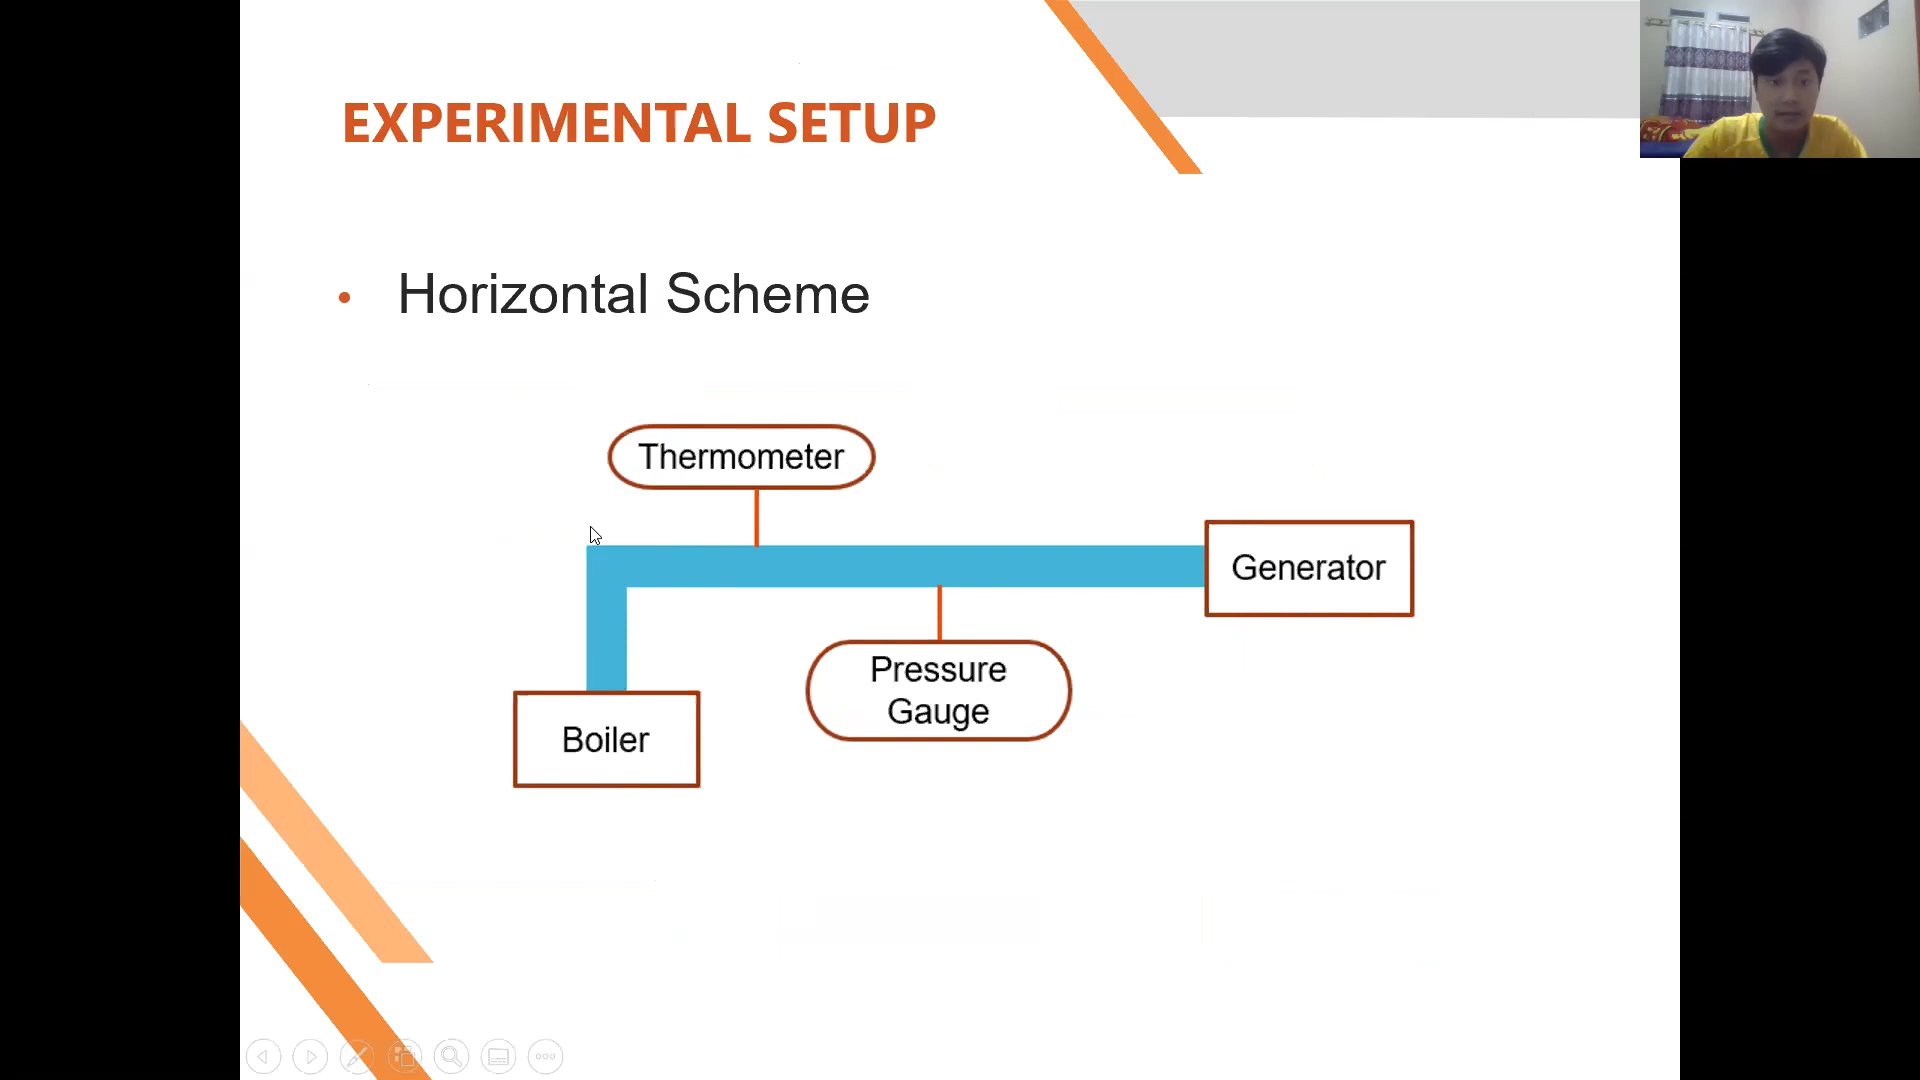 EXPERIMENTAL SETUP
• Horizontal Scheme
Thermometer
Generator
Pressure
Gauge
Boiler